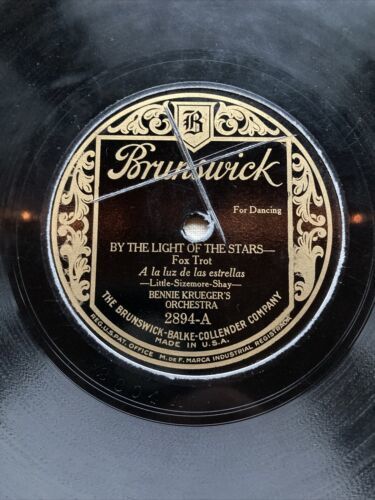 B
Brunswick
For Dancing
BY THE LIGHT OF THE STARS—
Fox Trot
A la luz de las estrellas
—Little-Sizemore-Shay—
BENNIE KRUEGER'S
ORCHESTRA
2894-A
THE BRUNSWICK-BALKE-COLLENDER COMPANY
MADE IN U.S.A.
REG.U.S.PAT. OFFICE M. DE F. MARCA INDUSTRIAL REGISTRADA